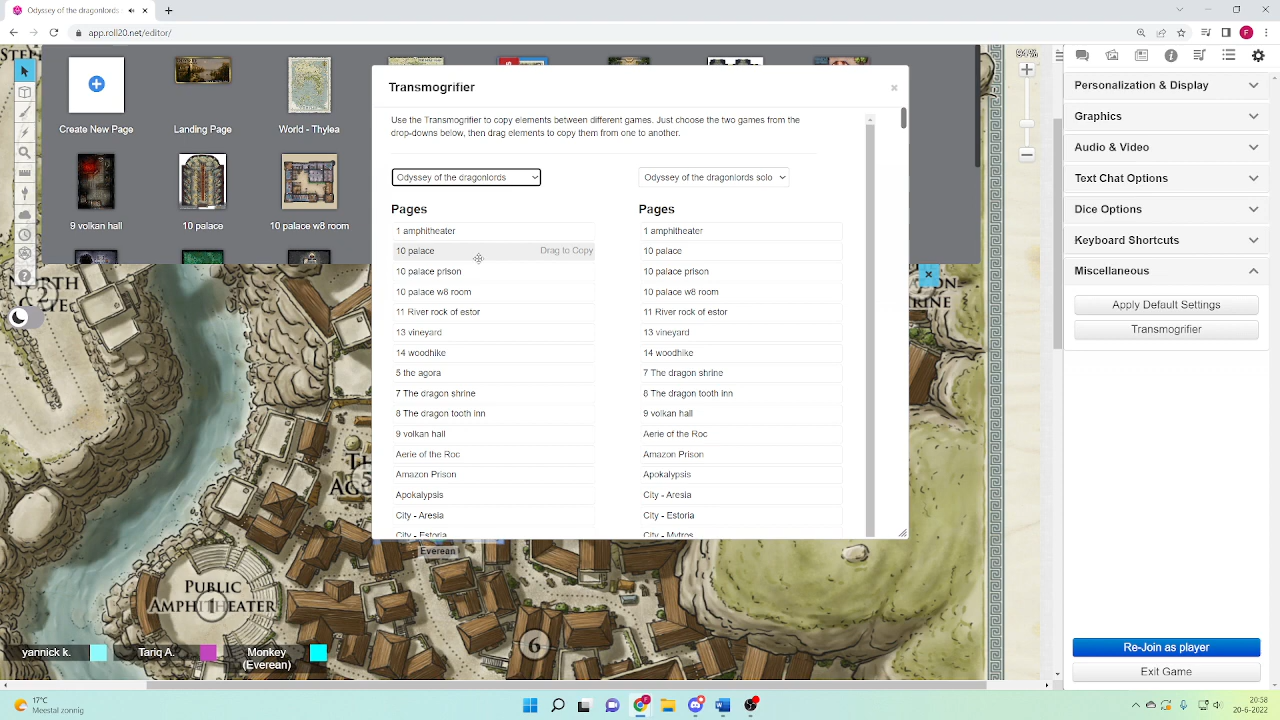 Odyssey of the dragonlords
app.roll20.net/editor/
F
STEP
Create New Page
Landing Page
World - Thylea
9 volkan hall
10 palace
10 palace w8 room
Transmogrifier
Use the Transmogrifier to copy elements between different games. Just choose the two games from the
drop-downs below, then drag elements to copy them from one to another.
Odyssey of the dragonlords
Odyssey of the dragonlords solo
Pages
1 amphitheater
10 palace
Drag to Copy
10 palace prison
10 palace w8 room
11 River rock of estor
13 vineyard
14 woodhike
5 the agora
7 The dragon shrine
8 The dragon tooth inn
9 volkan hall
Aerie of the Roc
Amazon Prison
Apokalypsis
City - Aresia
City - Estoria
Pages
1 amphitheater
10 palace
10 palace prison
10 palace w8 room
11 River rock of estor
13 vineyard
14 woodhike
7 The dragon shrine
8 The dragon tooth inn
9 volkan hall
Aerie of the Roc
Amazon Prison
Apokalypsis
City - Aresia
City - Estoria
City - Mytros
Personalization & Display
Graphics
Audio & Video
Text Chat Options
Dice Options
Keyboard Shortcuts
Miscellaneous
Apply Default Settings
Transmogrifier
Re-Join as player
Exit Game
NORTH
Everean
PUBLIC
AMPHITHEATER
1
6
yannick k.
Tariq A.
Monkey
(Everean)
17°C
Meestal zonnig
20:58
20-6-2022